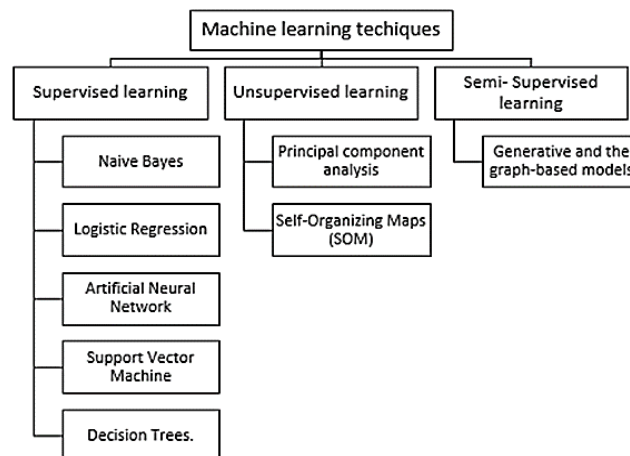 Machine learning techiques
Supervised learning
Naive Bayes
Logistic Regression
Artificial Neural
Network
Support Vector
Machine
Decision Trees.
Unsupervised learning
Principal component
analysis
Self-Organizing Maps
(SOM)
Semi- Supervised
learning
Generative and the
graph-based models